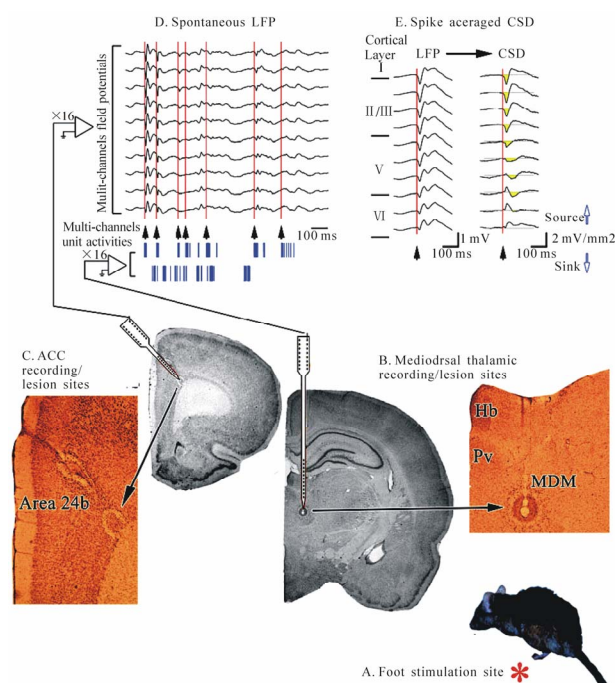 D. Spontaneous LFP
E. Spike aceraged CSD
Cortical
Layer
LFP
CSD
I
II/III
V
VI
Mulit-channels field potentials
×16
100 ms
Multi-channels
unit activities
×16
1 mV
100 ms
Source
2 mV/mm2
100 ms
Sink
C. ACC
recording/
lesion sites
B. Mediodrsal thalamic
recording/lesion sites
Area 24b
Hb
Pv
MDM
A. Foot stimulation site *